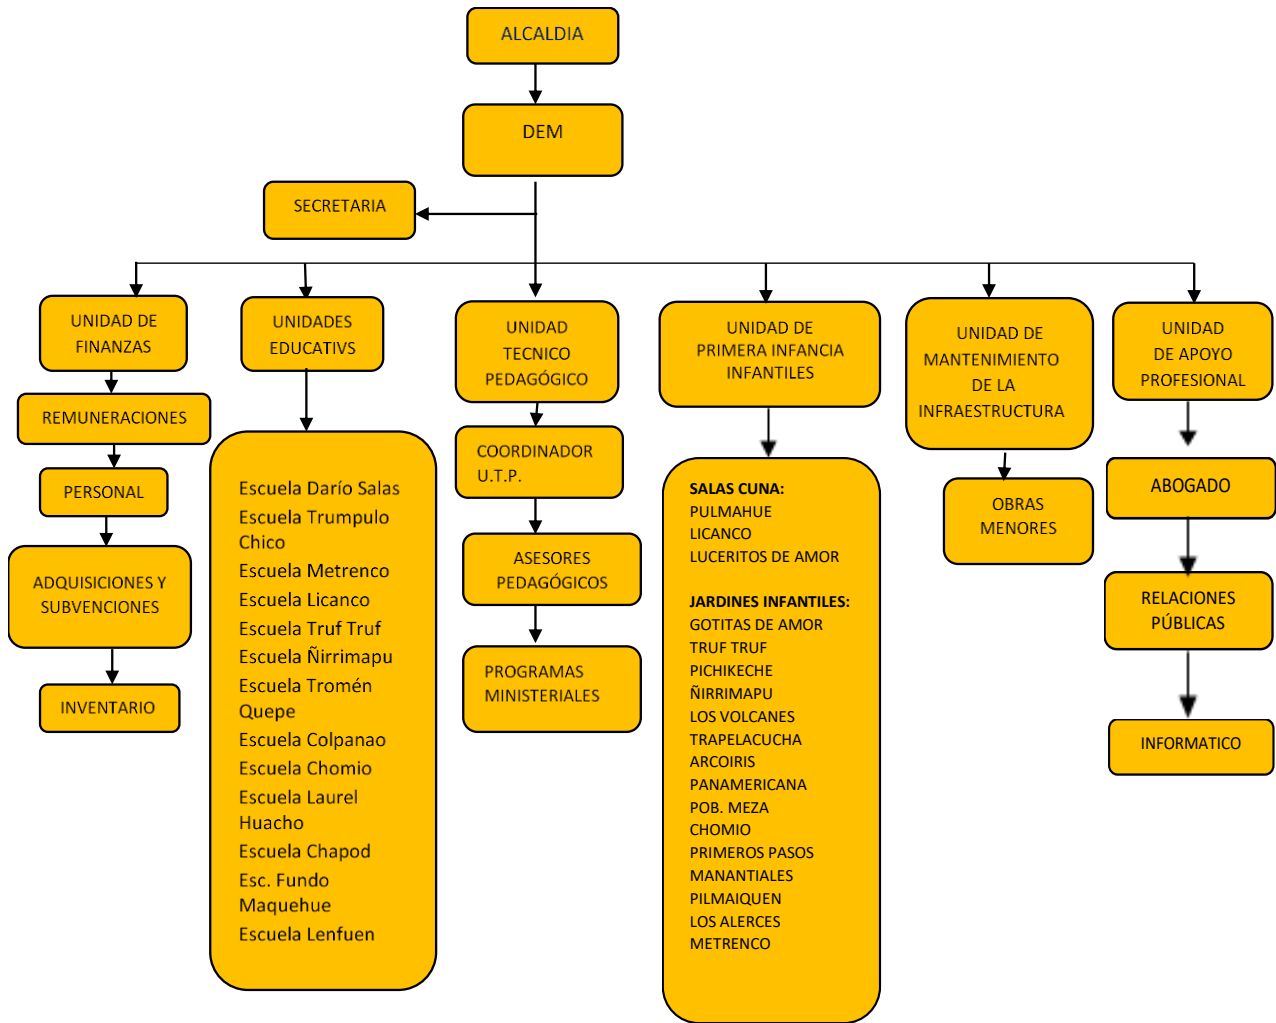 ALCALDIA
DEM
SECRETARIA
UNIDAD DE
FINANZAS
REMUNERACIONES
PERSONAL
ADQUISICIONES Y
SUBVENCIONES
INVENTARIO
UNIDADES
EDUCATIVS
Escuela Darío Salas
Escuela Trumpulo
Chico
Escuela Metrenco
Escuela Licanco
Escuela Truf Truf
Escuela Ñirrimapu
Escuela Tromén
Quepe
Escuela Colpanao
Escuela Chomio
Escuela Laurel
Huacho
Escuela Chapod
Esc. Fundo
Maquehue
Escuela Lenfuen
UNIDAD
TECNICO
PEDAGÓGICO
COORDINADOR
U.T.P.
ASESORES
PEDAGÓGICOS
PROGRAMAS
MINISTERIALES
UNIDAD DE
PRIMERA INFANCIA
INFANTILES
SALAS CUNA:
PULMAHUE
LICANCO
LUCERITOS DE AMOR
JARDINES INFANTILES:
GOTITAS DE AMOR
TRUF TRUF
PICHIKECHE
ÑIRRIMAPU
LOS VOLCANES
TRAPELACUCHA
ARCOIRIS
PANAMERICANA
POB. MEZA
CHOMIO
PRIMEROS PASOS
MANANTIALES
PILMAIQUEN
LOS ALERCES
METRENCO
UNIDAD DE
MANTENIMIENTO
DE LA
INFRAESTRUCTURA
OBRAS
MENORES
UNIDAD
DE APOYO
PROFESIONAL
ABOGADO
RELACIONES
PÚBLICAS
INFORMATICO